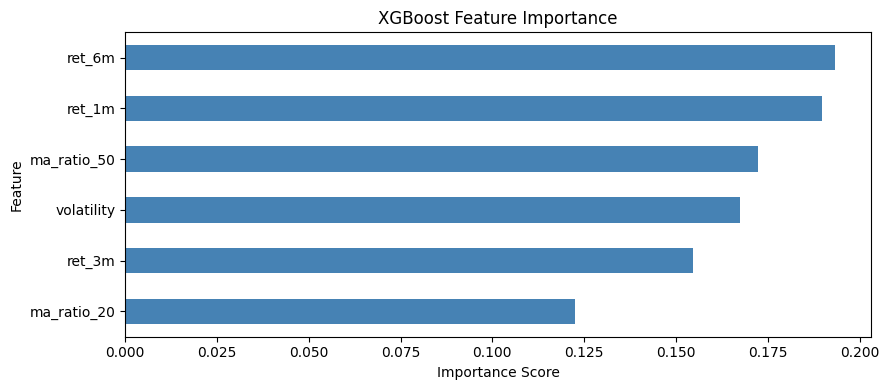 XGBoost Feature Importance
Feature
ret_6m
ret_1m
ma_ratio_50
volatility
ret_3m
ma_ratio_20
0.000 0.025 0.050 0.075 0.100 0.125 0.150 0.175 0.200
Importance Score